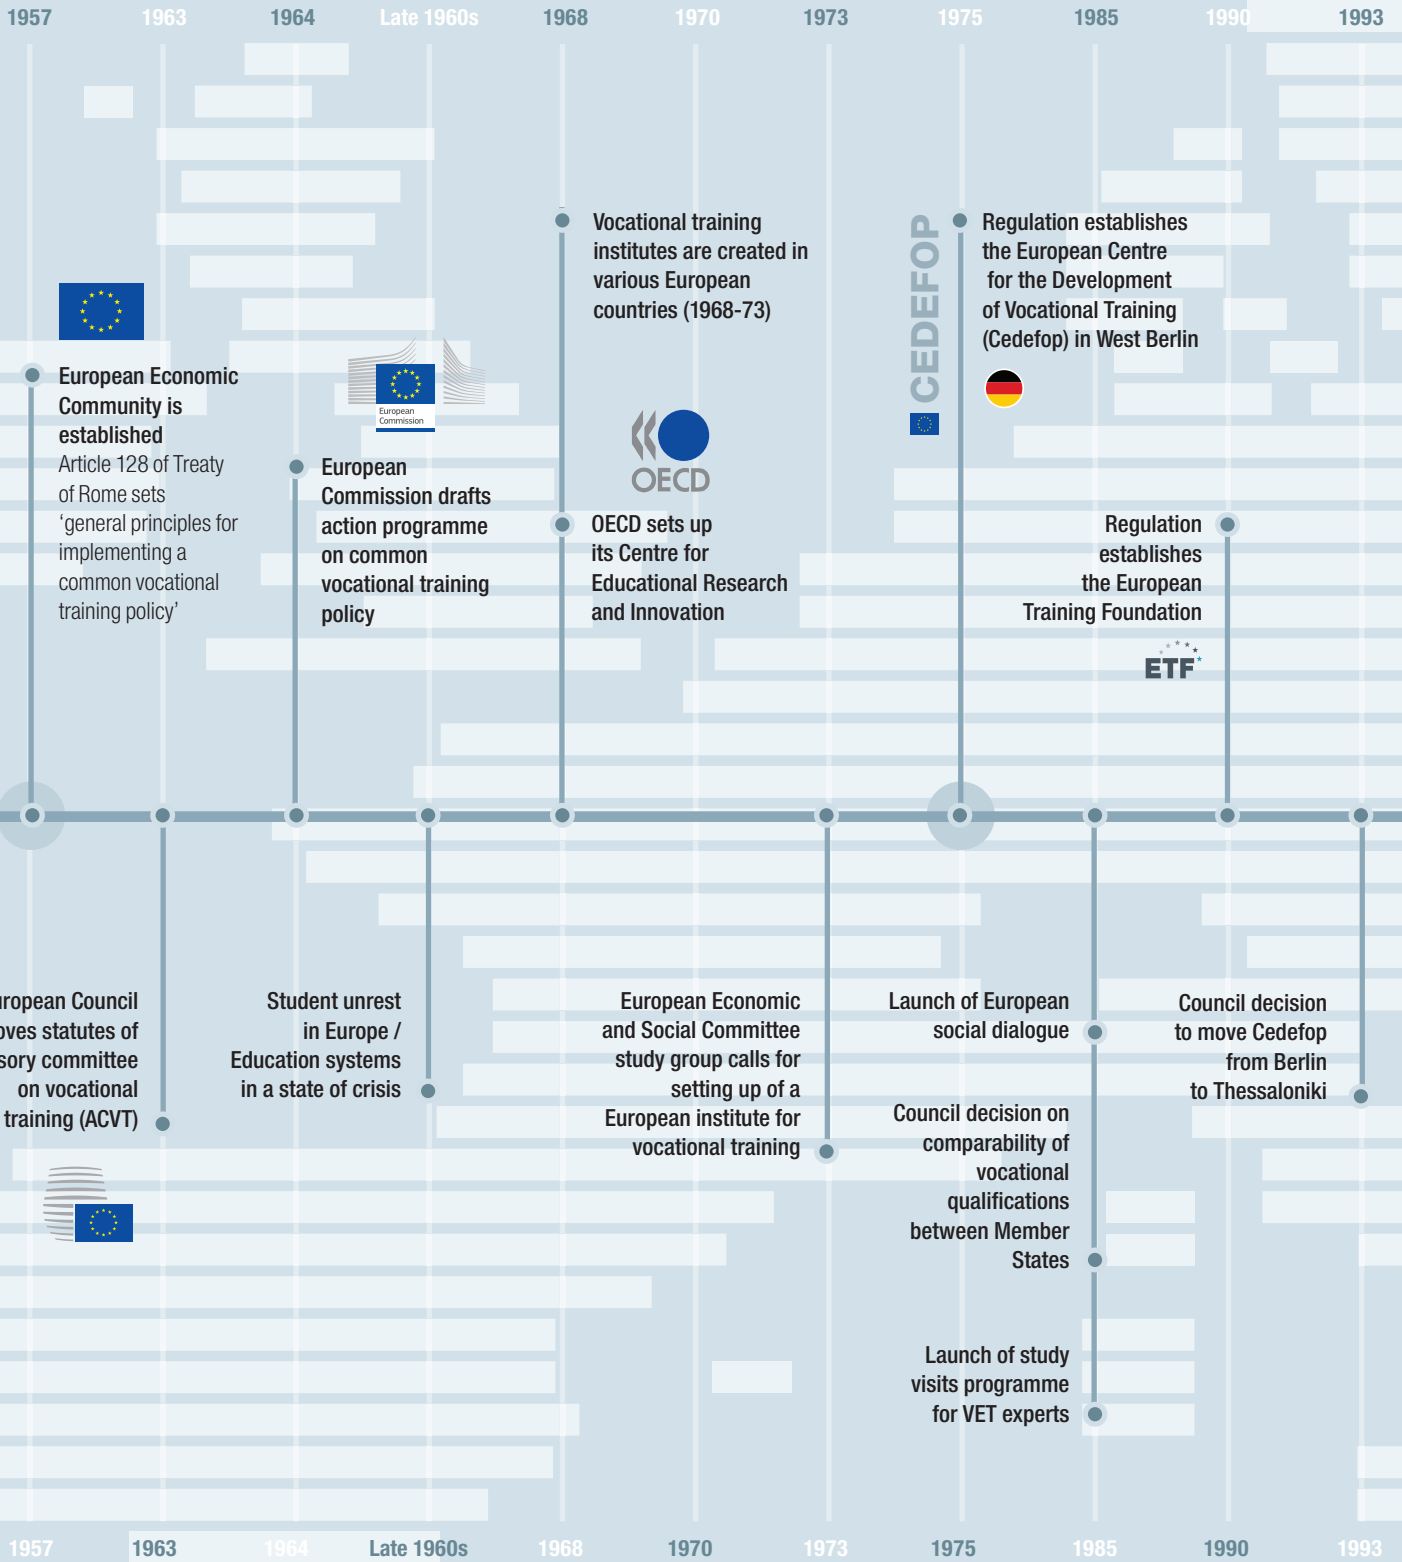 1957 1963 1964 Late 1960s 1968 1970 1973 1975 1985 1990 1993
Vocational training
institutes are created in
various European
countries (1968-73)
CEDEFOP
Regulation establishes
the European Centre
for the Development
of Vocational Training
(Cedefop) in West Berlin
European Economic
Community is
established
Article 128 of Treaty
of Rome sets
‘general principles for
implementing a
common vocational
training policy’
European
Commission
European
Commission drafts
action programme
on common
vocational training
policy
OECD
OECD sets up
its Centre for
Educational Research
and Innovation
Regulation
establishes
the European
Training Foundation
ETF
uropean Council
oves statutes of
sory committee
on vocational
training (ACVT)
Student unrest
in Europe /
Education systems
in a state of crisis
European Economic
and Social Committee
study group calls for
setting up of a
European institute for
vocational training
Launch of European
social dialogue
Council decision on
comparability of
vocational
qualifications
between Member
States
Launch of study
visits programme
for VET experts
Council decision
to move Cedefop
from Berlin
to Thessaloniki
1957 1963 1964 Late 1960s 1968 1970 1973 1975 1985 1990 1993